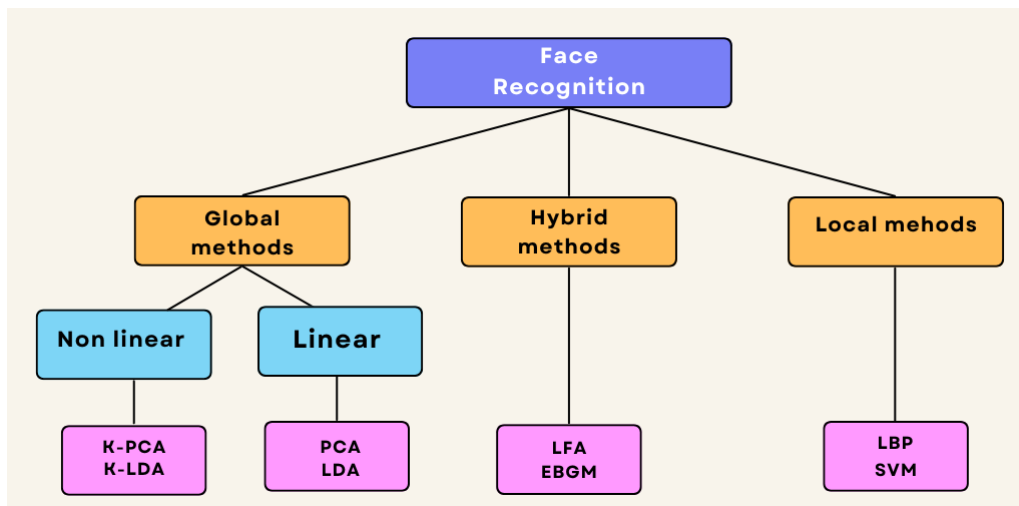 Face
Recognition
Global
methods
Hybrid
methods
Local mehods
Non linear
Linear
K-PCA
K-LDA
PCA
LDA
LFA
EBGM
LBP
SVM